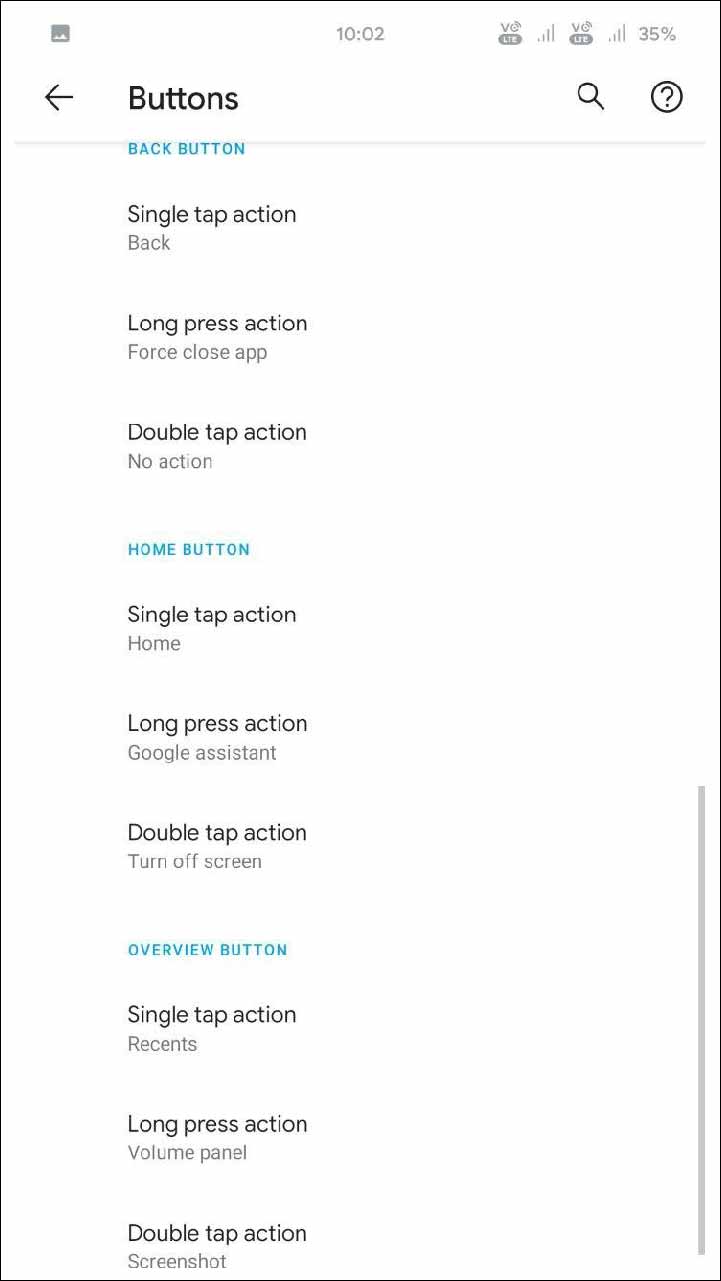 10:02 Vo LTE Vo LTE 35%
Buttons
BACK BUTTON
Single tap action
Back
Long press action
Force close app
Double tap action
No action
HOME BUTTON
Single tap action
Home
Long press action
Google assistant
Double tap action
Turn off screen
OVERVIEW BUTTON
Single tap action
Recents
Long press action
Volume panel
Double tap action
Screenshot